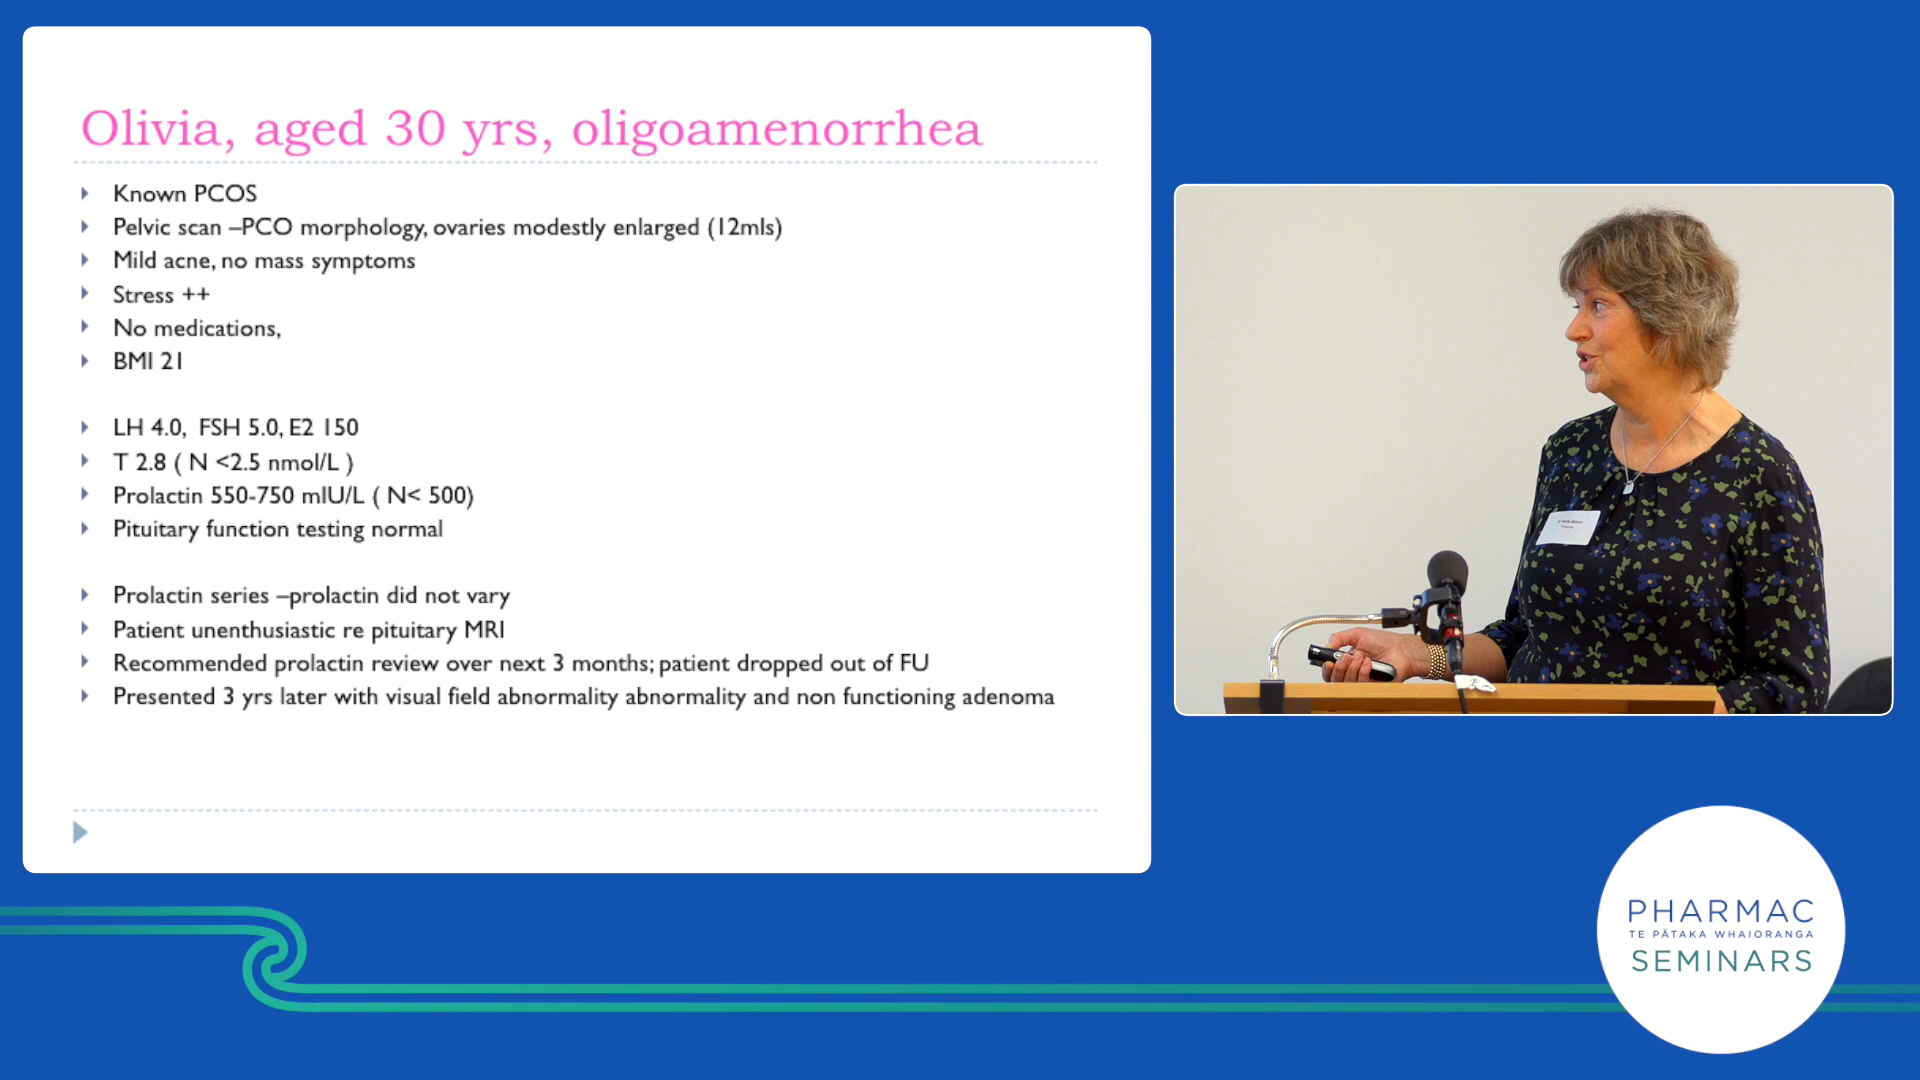 Olivia, aged 30 yrs, oligoamenorrhea
Known PCOS
Pelvic scan –PCO morphology, ovaries modestly enlarged (12mls)
Mild acne, no mass symptoms
Stress ++
No medications,
BMI 21
LH 4.0, FSH 5.0, E2 150
T 2.8 ( N <2.5 nmol/L )
Prolactin 550-750 mIU/L ( N< 500)
Pituitary function testing normal
Prolactin series –prolactin did not vary
Patient unenthusiastic re pituitary MRI
Recommended prolactin review over next 3 months; patient dropped out of FU
Presented 3 yrs later with visual field abnormality abnormality and non functioning adenoma
PHARMAC
TE PĀTAKA WHAIORANGA
SEMINARS